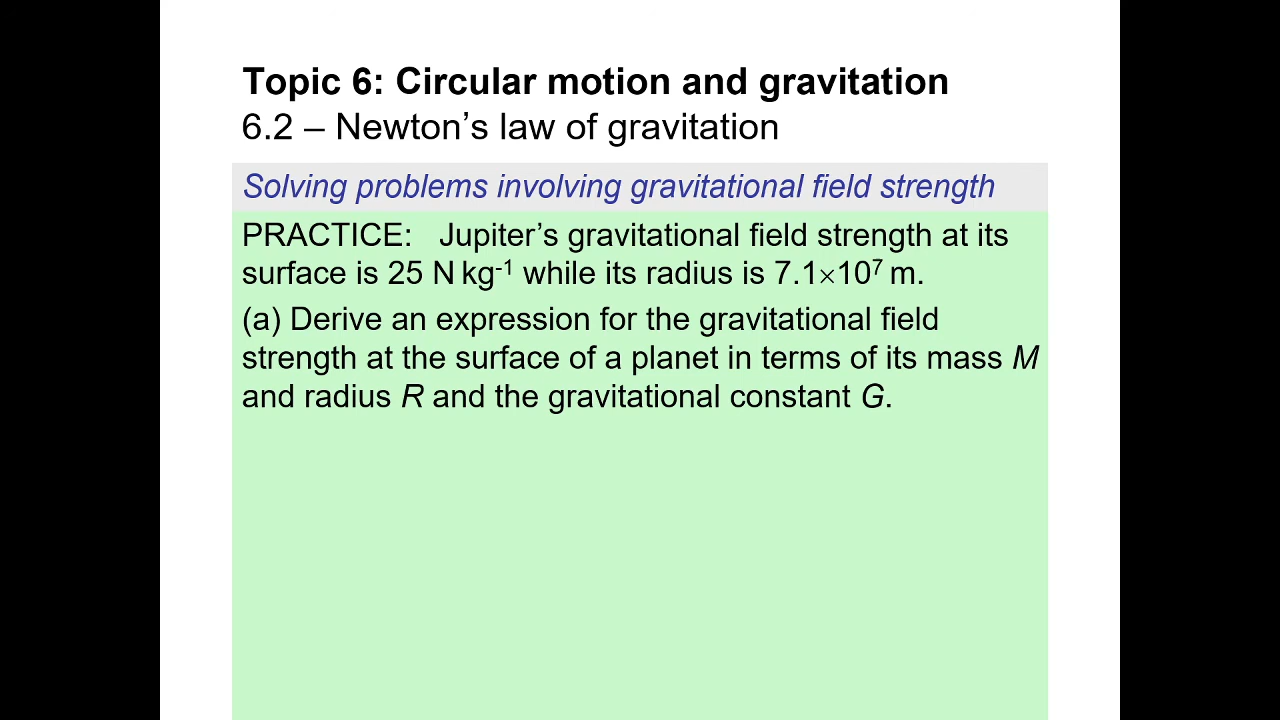 Topic 6: Circular motion and gravitation
6.2 – Newton’s law of gravitation
Solving problems involving gravitational field strength
PRACTICE: Jupiter’s gravitational field strength at its
surface is 25 N kg⁻¹ while its radius is 7.1×10⁷ m.
(a) Derive an expression for the gravitational field
strength at the surface of a planet in terms of its mass M
and radius R and the gravitational constant G.